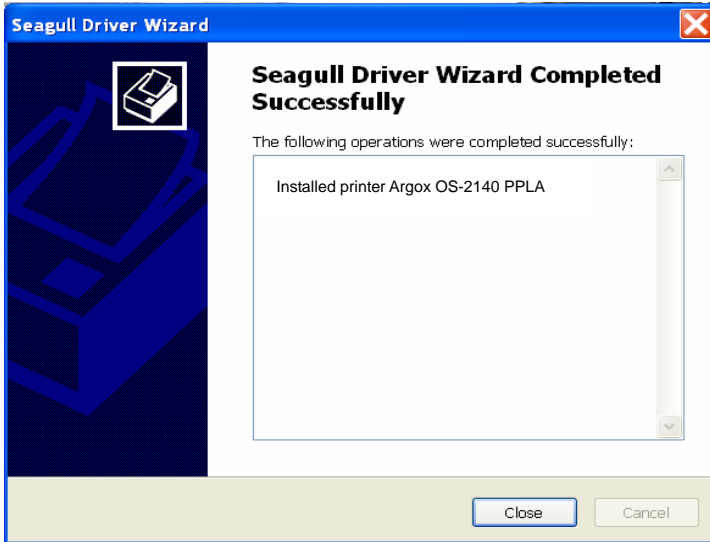 Seagull Driver Wizard
Seagull Driver Wizard Completed
Successfully
The following operations were completed successfully:
Installed printer Argox OS-2140 PPLA
Close
Cancel